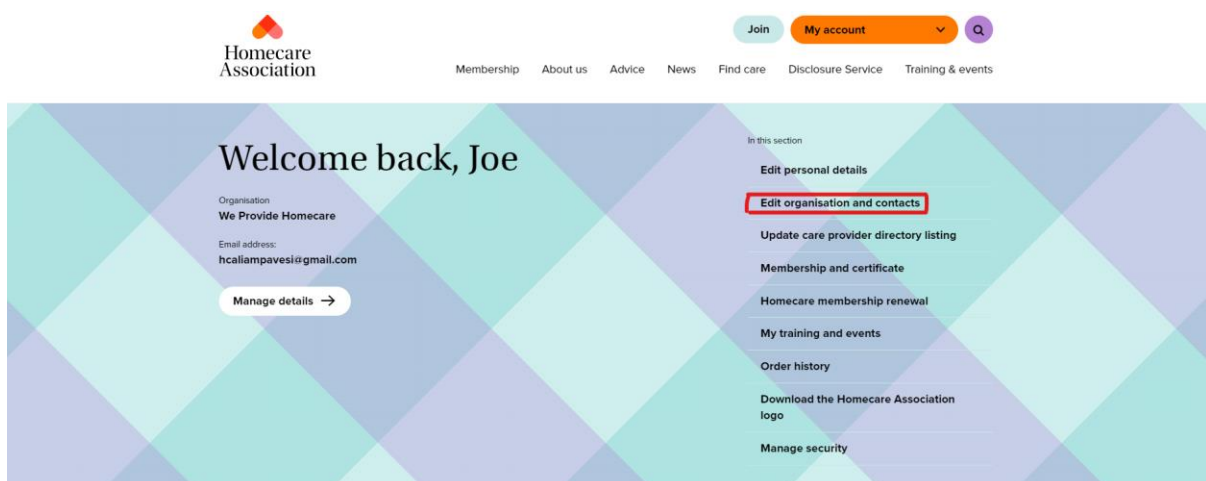 Homecare
Association
Join
My account
Membership
About us
Advice
News
Find care
Disclosure Service
Training & events
Welcome back, Joe
Organisation
We Provide Homecare
Email address:
hcaliampavesi@gmail.com
Manage details →
In this section
Edit personal details
Edit organisation and contacts
Update care provider directory listing
Membership and certificate
Homecare membership renewal
My training and events
Order history
Download the Homecare Association
logo
Manage security